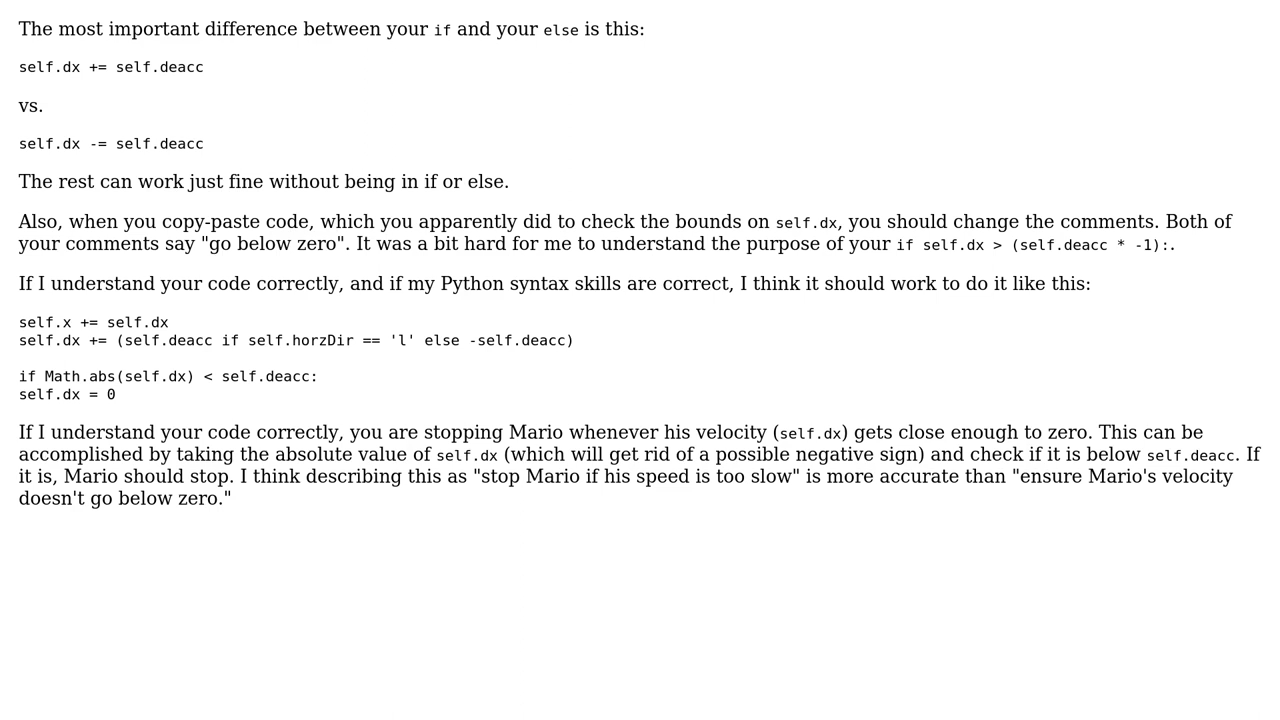 The most important difference between your if and your else is this:
self.dx += self.deacc
vs.
self.dx -= self.deacc
The rest can work just fine without being in if or else.
Also, when you copy-paste code, which you apparently did to check the bounds on self.dx, you should change the comments. Both of
your comments say "go below zero". It was a bit hard for me to understand the purpose of your if self.dx > (self.deacc * -1):.
If I understand your code correctly, and if my Python syntax skills are correct, I think it should work to do it like this:
self.x += self.dx
self.dx += (self.deacc if self.horzDir == 'l' else -self.deacc)
if Math.abs(self.dx) < self.deacc:
self.dx = 0
If I understand your code correctly, you are stopping Mario whenever his velocity (self.dx) gets close enough to zero. This can be
accomplished by taking the absolute value of self.dx (which will get rid of a possible negative sign) and check if it is below self.deacc. If
it is, Mario should stop. I think describing this as "stop Mario if his speed is too slow" is more accurate than "ensure Mario's velocity
doesn't go below zero."